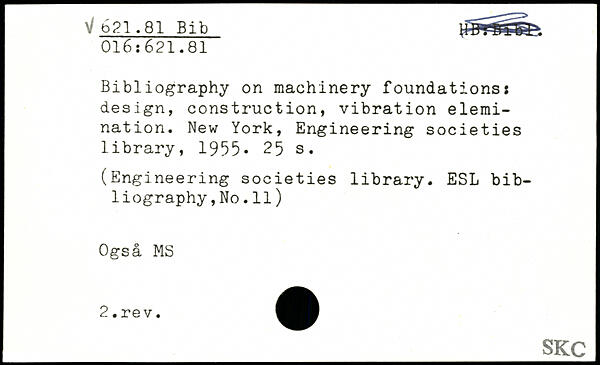 √ 621.81 Bib
HB:Bibl.
016:621.81
Bibliography on machinery foundations:
design, construction, vibration elemi-
nation. New York, Engineering societies
library, 1955. 25 s.
(Engineering societies library. ESL bib-
liography,No.11)
Også MS
2.rev.
SKC